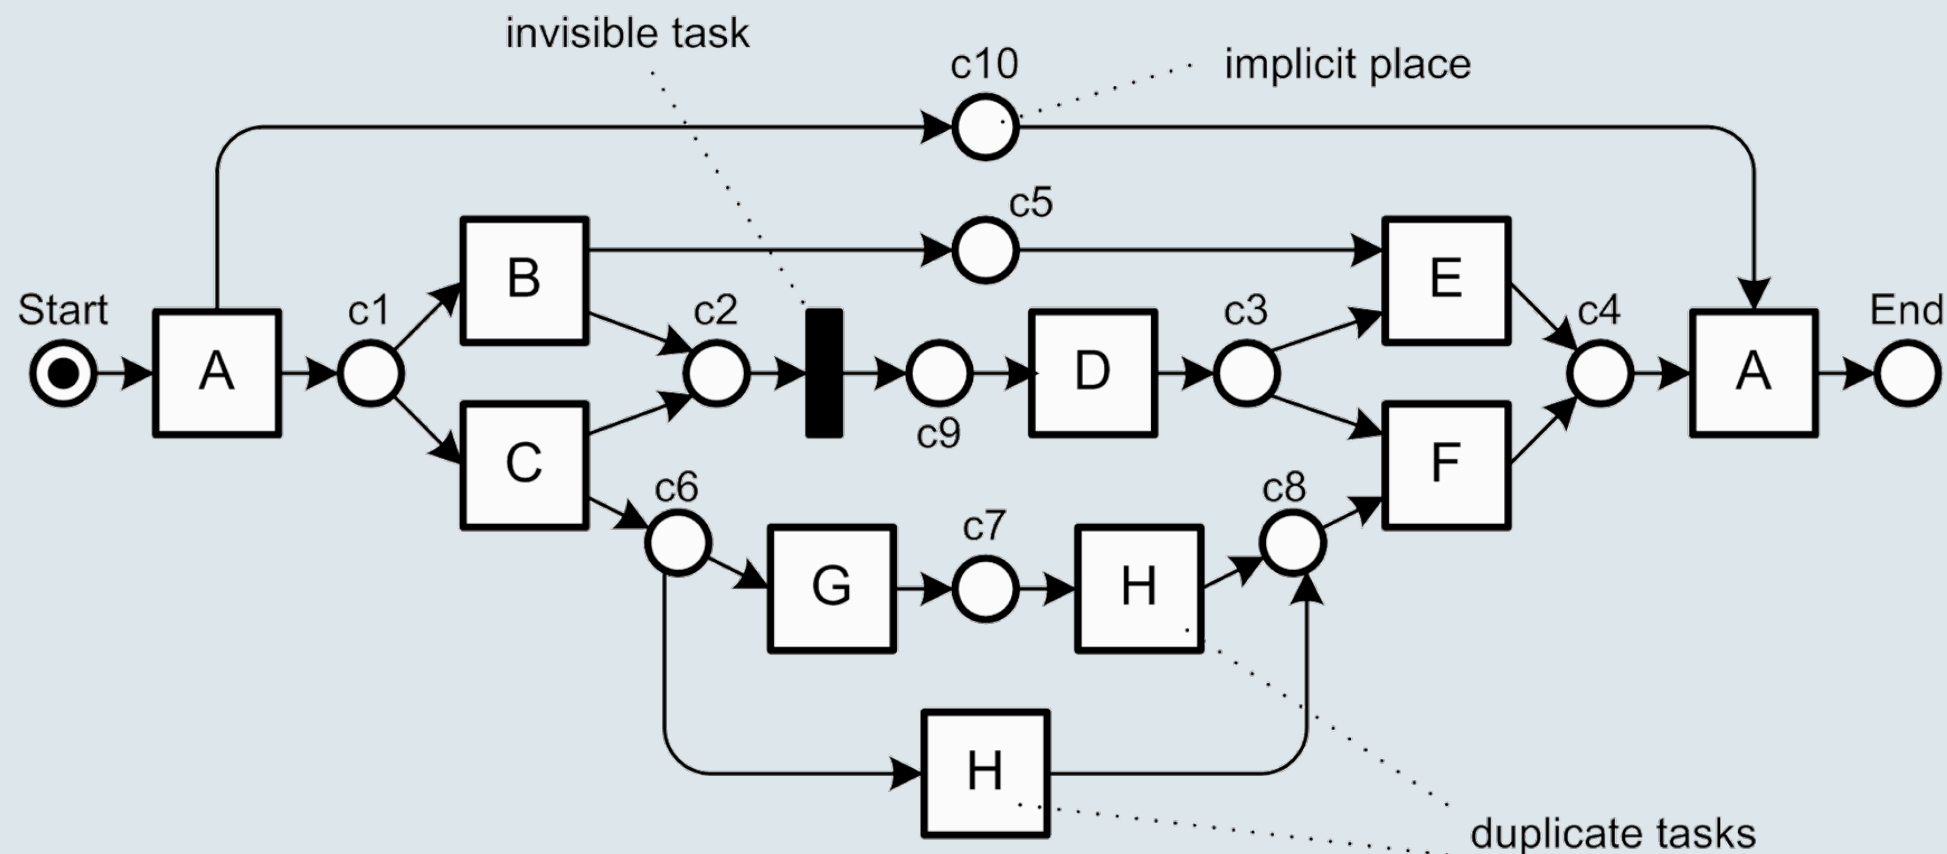 invisible task
c10
implicit place
c5
B
E
Start
c1
c2
c3
c4
End
A
D
A
c9
C
F
c6
c8
c7
G
H
H
duplicate tasks